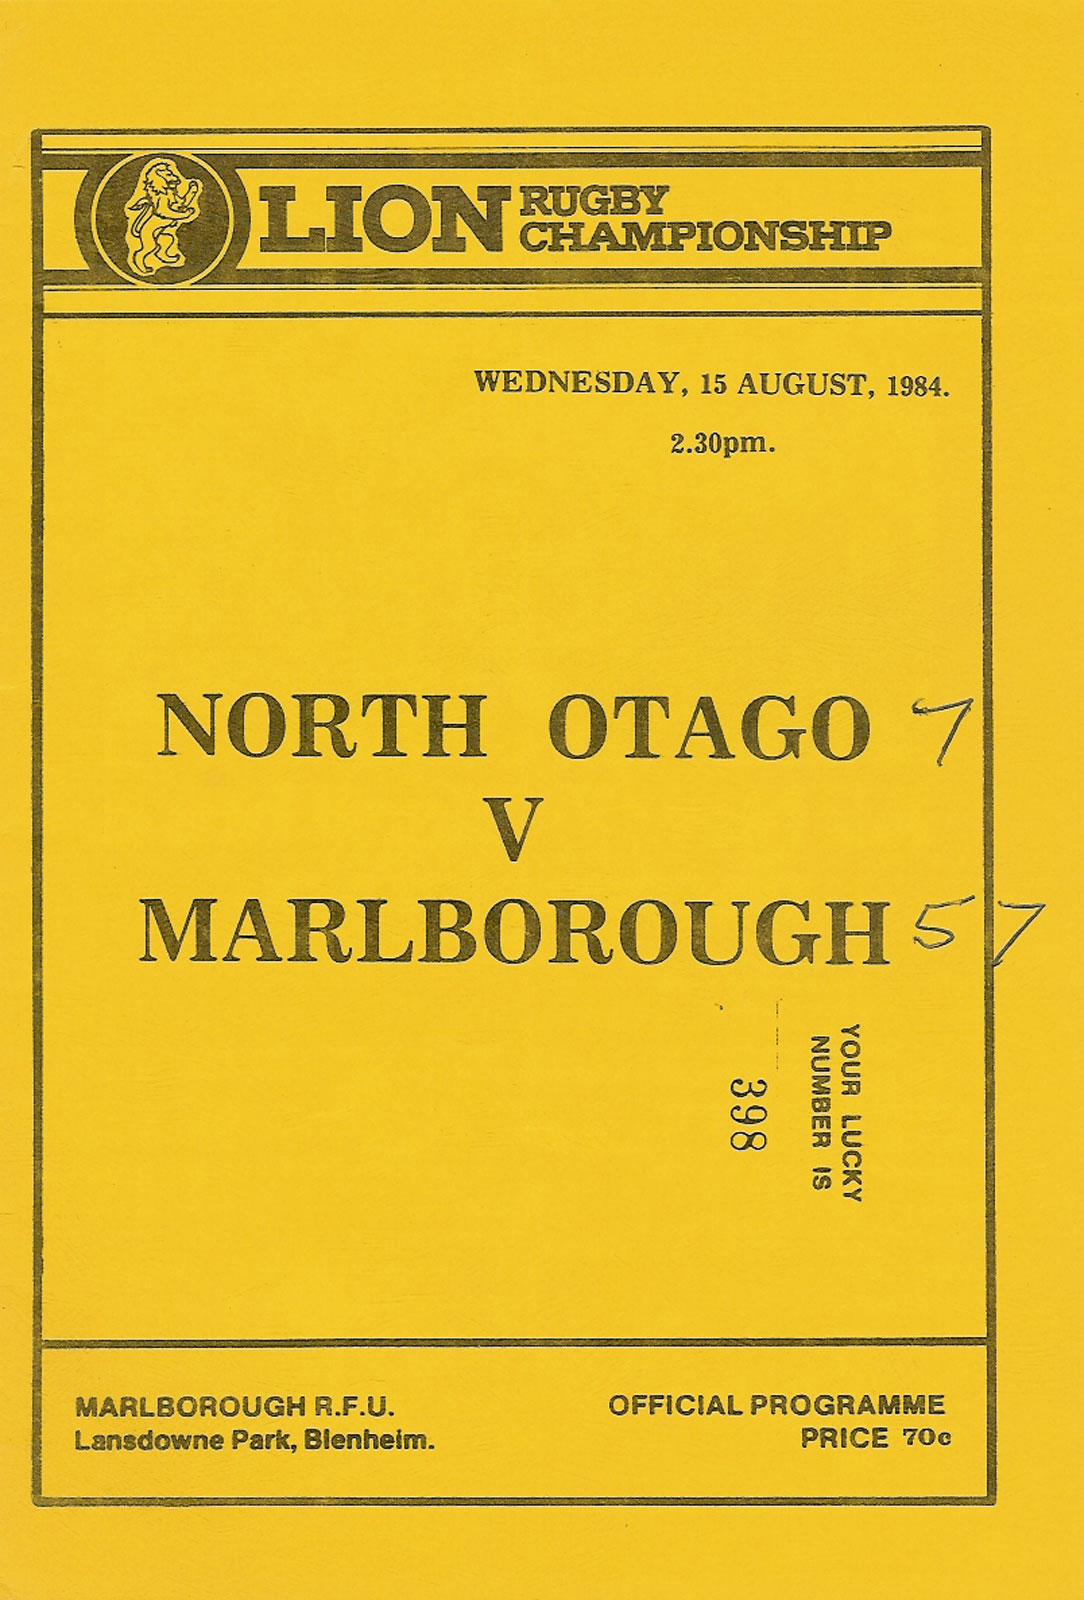 LION RUGBY
CHAMPIONSHIP
WEDNESDAY, 15 AUGUST, 1984.
2.30pm.
NORTH OTAGO 7
V
MARLBOROUGH 57
YOUR LUCKY
NUMBER IS
398
MARLBOROUGH R.F.U.
Lansdowne Park, Blenheim.
OFFICIAL PROGRAMME
PRICE 70c